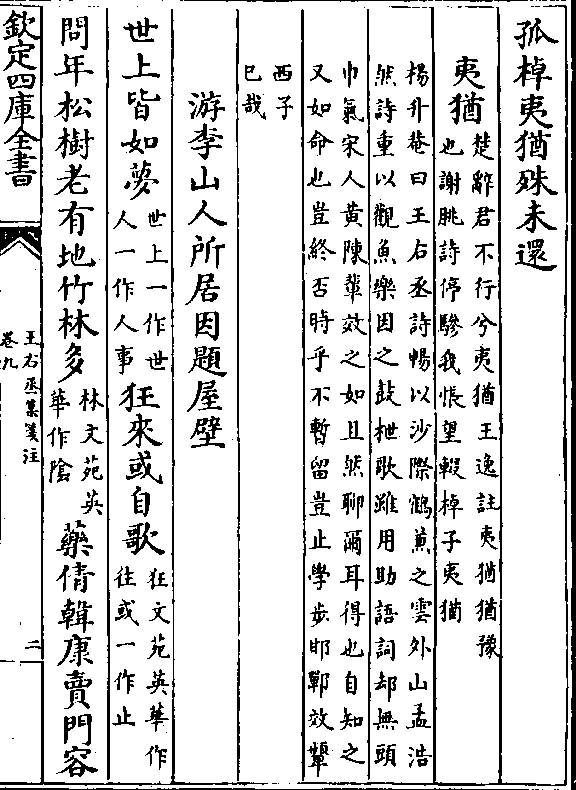 孤棹夷猶殊未還
夷猶
楚辭君不行兮夷猶王逸註夷猶猶豫
也謝朓詩停驂我悵望輟棹子夷猶
楊升菴曰王右丞詩暢以沙際鶴兼之雲外山孟浩
然詩重以觀魚樂因之鼓枻歌雖用助語詞却無頭
巾氣宋人黄陳輩效之如且然聊爾耳得也自知之
又如命也豈終否時乎不暫留豈止學步邯鄲效顰
西子
已哉
游李山人所居因題屋壁
世上皆如夢
世上一作世
人一作人事
狂來或自歌
狂文苑英華作
往或一作止
問年松樹老有地竹林多
林文苑英
華作陰
藥倩韓康賣門容
欽定四庫全書
王右丞集箋注
卷九
二